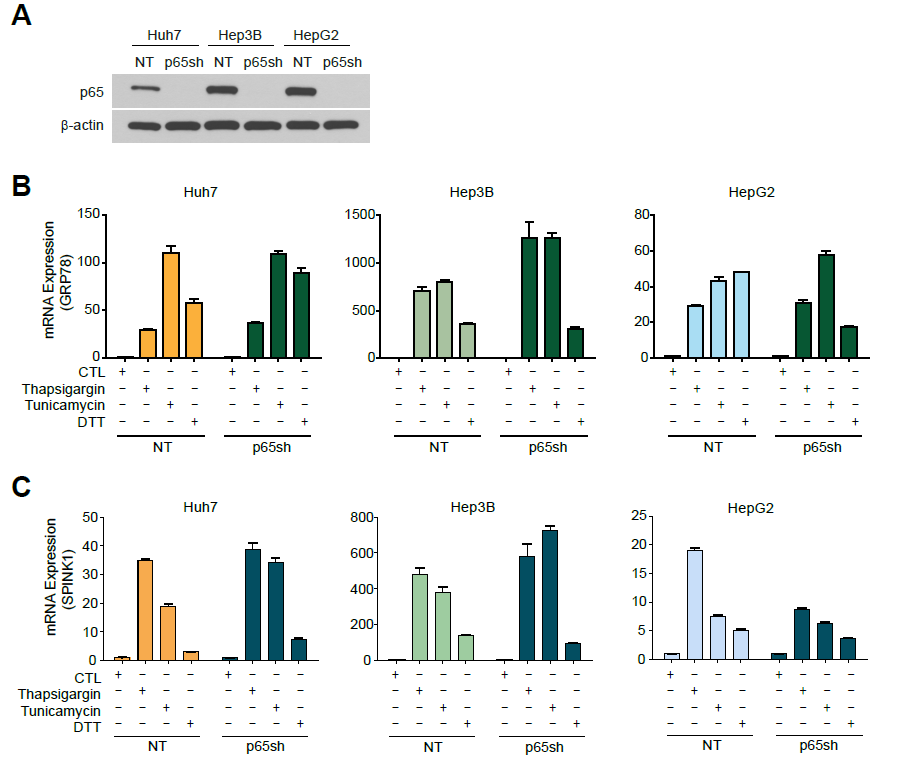 A
Huh7 Hep3B HepG2
NT p65sh NT p65sh NT p65sh
p65
β-actin
B
Huh7 Hep3B HepG2
mRNA Expression
(GRP78)
150 100 50 0
1500 1000 500 0
80 60 40 20 0
CTL + − − − + − − − + − − − + − − − + − − − + − − −
Thapsigargin − + − − − + − − − + − − − + − − − + − − − + − −
Tunicamycin − − + − − − + − − − + − − − + − − − + − − − + −
DTT − − − + − − − + − − − + − − − + − − − + − − − +
NT p65sh NT p65sh NT p65sh
C
Huh7 Hep3B HepG2
mRNA Expression
(SPINK1)
50 40 30 20 10 0
800 600 400 200 0
25 20 15 10 5 0
CTL + − − − + − − − + − − − + − − − + − − − + − − −
Thapsigargin − + − − − + − − − + − − − + − − − + − − − + − −
Tunicamycin − − + − − − + − − − + − − − + − − − + − − − + −
DTT − − − + − − − + − − − + − − − + − − − + − − − +
NT p65sh NT p65sh NT p65sh